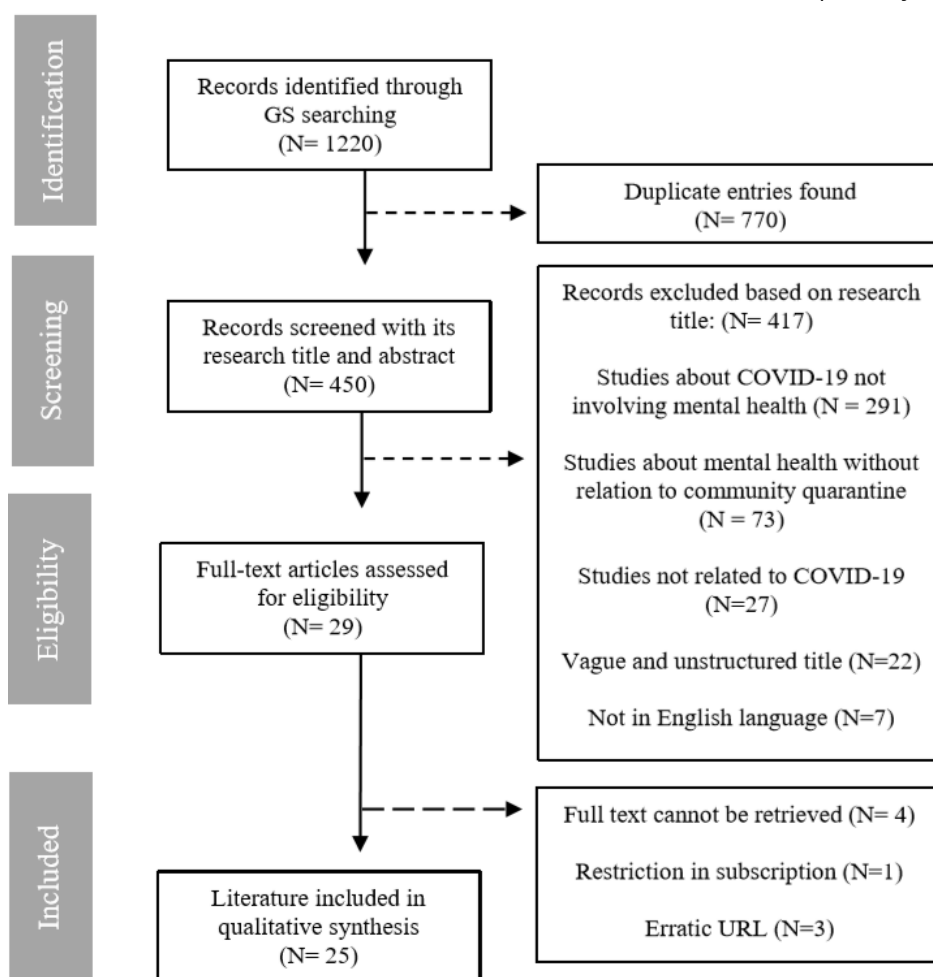 Identification
Records identified through
GS searching
(N= 1220)
Duplicate entries found
(N= 770)
Screening
Records screened with its
research title and abstract
(N= 450)
Records excluded based on research
title: (N= 417)
Studies about COVID-19 not
involving mental health (N = 291)
Studies about mental health without
relation to community quarantine
(N = 73)
Studies not related to COVID-19
(N=27)
Vague and unstructured title (N=22)
Not in English language (N=7)
Eligibility
Full-text articles assessed
for eligibility
(N= 29)
Included
Full text cannot be retrieved (N= 4)
Restriction in subscription (N=1)
Erratic URL (N=3)
Literature included in
qualitative synthesis
(N= 25)